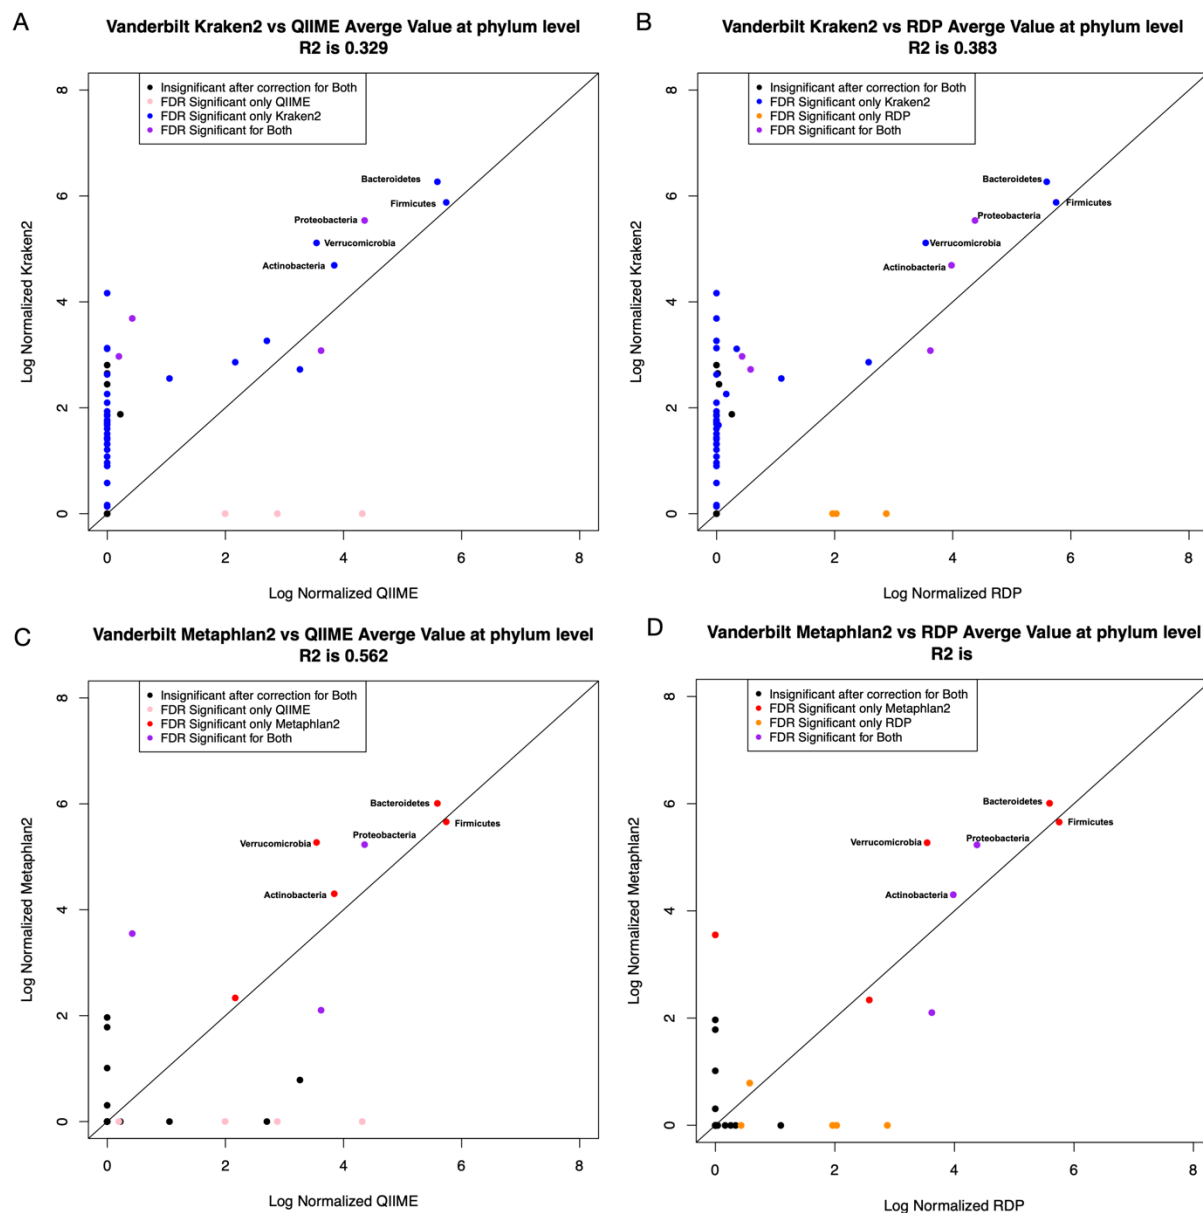 A
Vanderbilt Kraken2 vs QIIME Averge Value at phylum level
R2 is 0.329
Insignificant after correction for Both
FDR Significant only QIIME
FDR Significant only Kraken2
FDR Significant for Both
Bacteroidetes
Firmicutes
Proteobacteria
Verrucomicrobia
Actinobacteria
Log Normalized Kraken2
0
2
4
6
8
0
2
4
6
8
Log Normalized QIIME
B
Vanderbilt Kraken2 vs RDP Averge Value at phylum level
R2 is 0.383
Insignificant after correction for Both
FDR Significant only Kraken2
FDR Significant only RDP
FDR Significant for Both
Bacteroidetes
Firmicutes
Proteobacteria
Verrucomicrobia
Actinobacteria
Log Normalized Kraken2
0
2
4
6
8
0
2
4
6
8
Log Normalized RDP
C
Vanderbilt Metaphlan2 vs QIIME Averge Value at phylum level
R2 is 0.562
Insignificant after correction for Both
FDR Significant only QIIME
FDR Significant only Metaphlan2
FDR Significant for Both
Bacteroidetes
Firmicutes
Proteobacteria
Verrucomicrobia
Actinobacteria
Log Normalized Metaphlan2
0
2
4
6
8
0
2
4
6
8
Log Normalized QIIME
D
Vanderbilt Metaphlan2 vs RDP Averge Value at phylum level
R2 is
Insignificant after correction for Both
FDR Significant only Metaphlan2
FDR Significant only RDP
FDR Significant for Both
Bacteroidetes
Firmicutes
Proteobacteria
Verrucomicrobia
Actinobacteria
Log Normalized Metaphlan2
0
2
4
6
8
0
2
4
6
8
Log Normalized RDP